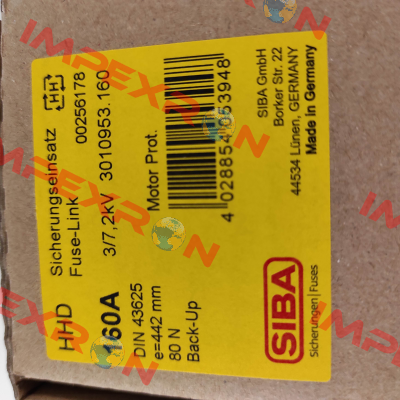 HHD
Sicherungseinsatz
HH
Fuse-Link
00256178
160A
3/7,2kV
3010953.160
DIN 43625
Motor Prot.
e=442 mm
80 N
Back-Up
4 028854 053948
SIBA GmbH
Borker Str. 22
44534 Lünen, GERMANY
Made in Germany
SIBA
Sicherungen | Fuses
IMPEXRON